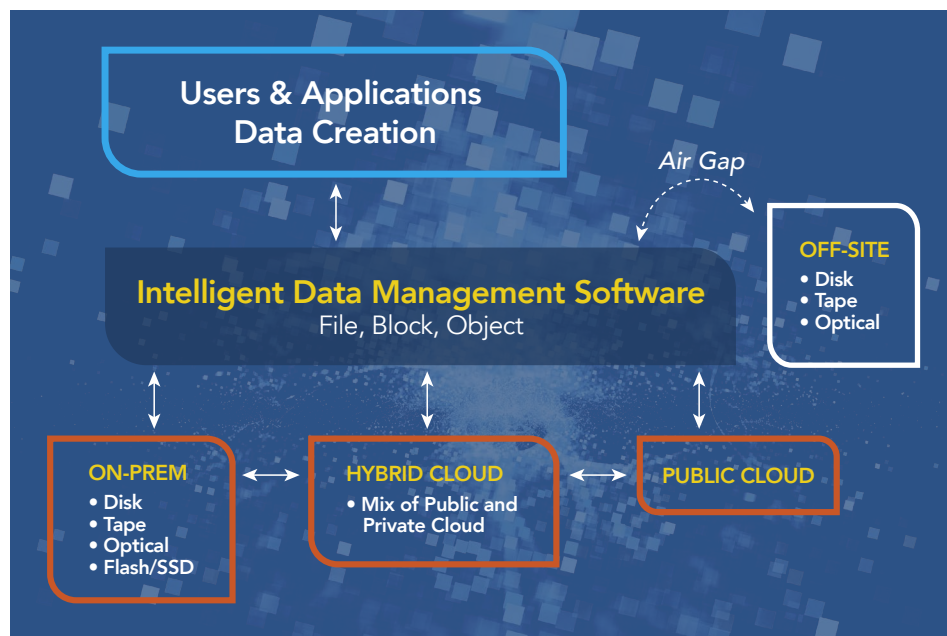 Users & Applications
Data Creation
Air Gap
OFF-SITE
• Disk
• Tape
• Optical
Intelligent Data Management Software
File, Block, Object
ON-PREM
• Disk
• Tape
• Optical
• Flash/SSD
HYBRID CLOUD
• Mix of Public and
Private Cloud
PUBLIC CLOUD